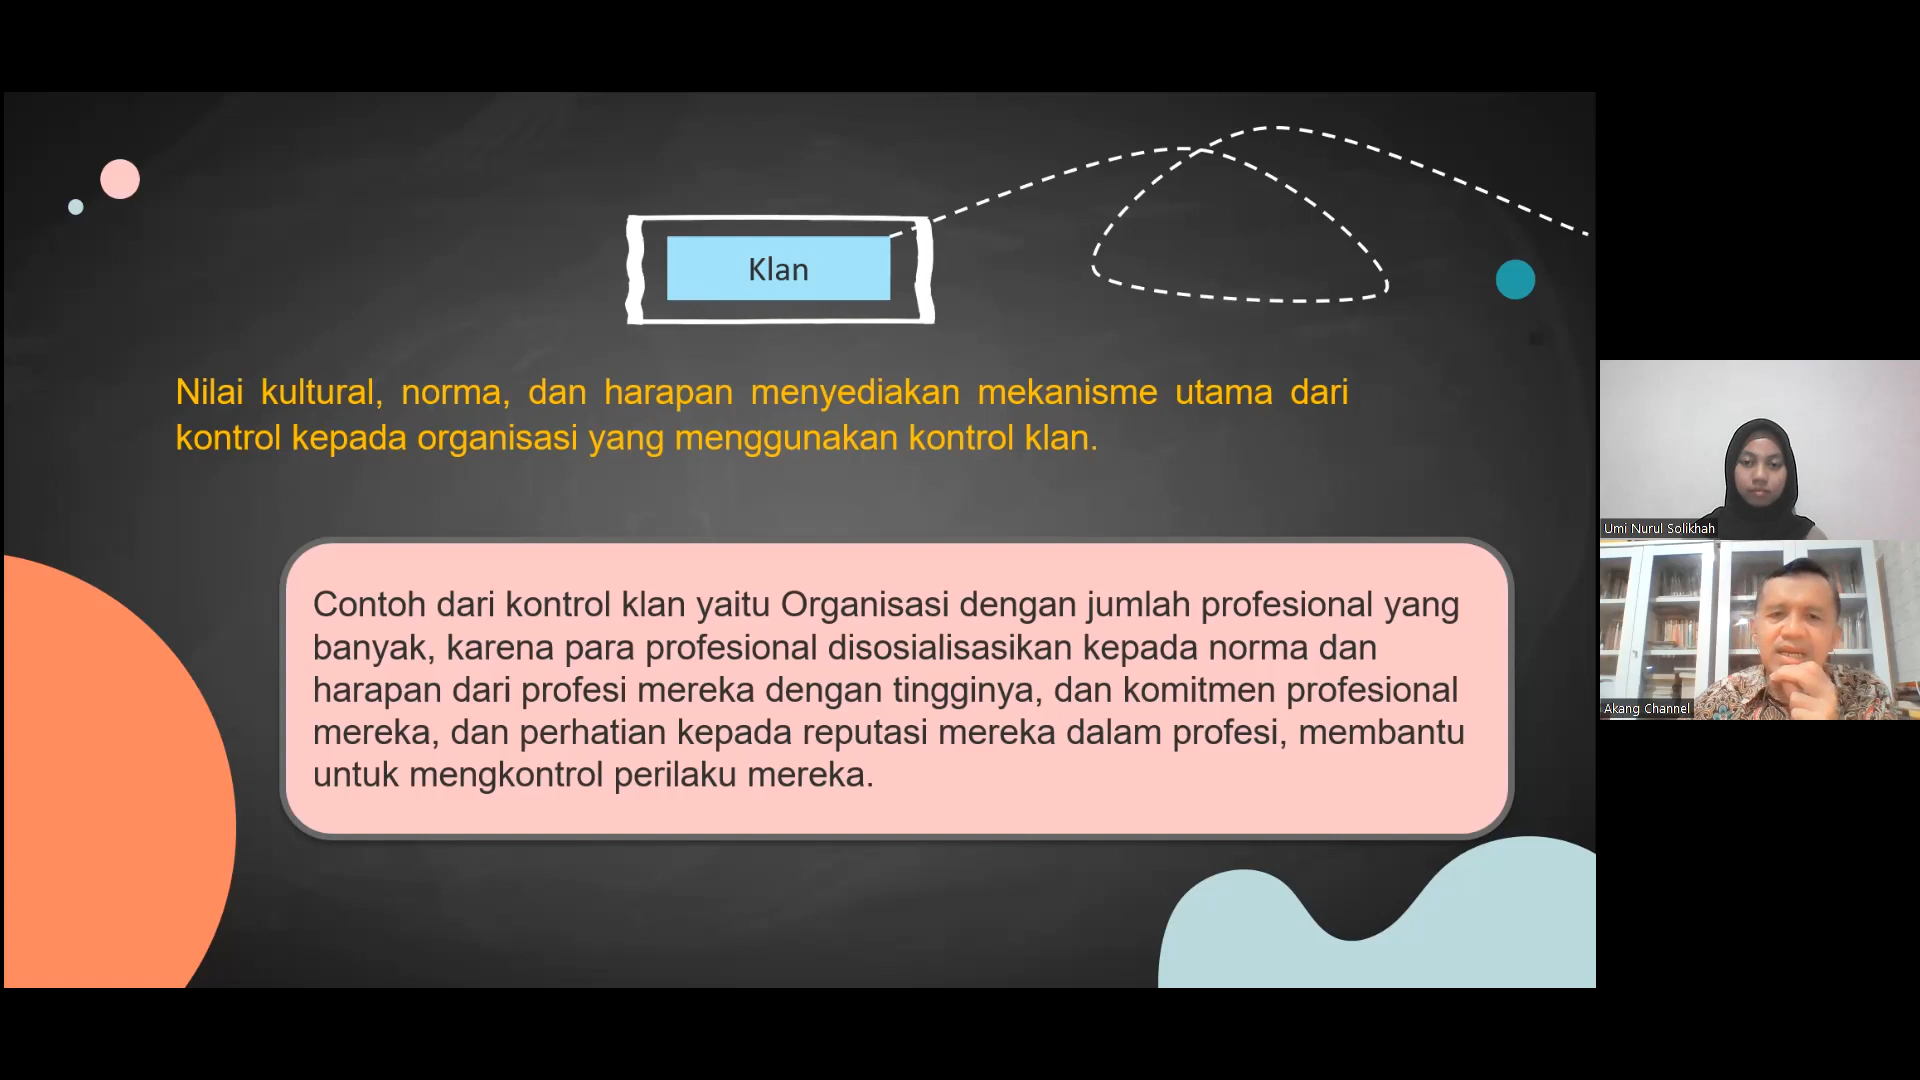 Klan
Nilai kultural, norma, dan harapan menyediakan mekanisme utama dari
kontrol kepada organisasi yang menggunakan kontrol klan.
Contoh dari kontrol klan yaitu Organisasi dengan jumlah profesional yang
banyak, karena para profesional disosialisasikan kepada norma dan
harapan dari profesi mereka dengan tingginya, dan komitmen profesional
mereka, dan perhatian kepada reputasi mereka dalam profesi, membantu
untuk mengkontrol perilaku mereka.
Umi Nurul Solikhah
Akang Channel